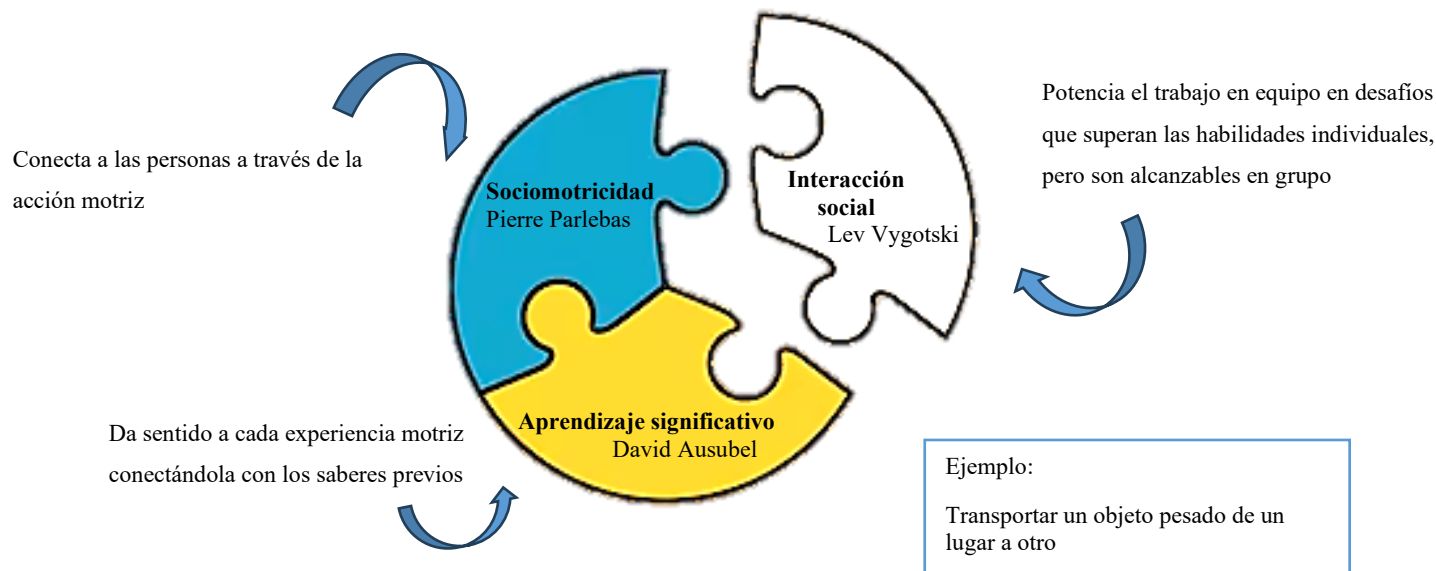 Conecta a las personas a través de la
acción motriz
Sociomotricidad
Pierre Parlebas
Interacción
social
Lev Vygotski
Potencia el trabajo en equipo en desafíos
que superan las habilidades individuales,
pero son alcanzables en grupo
Da sentido a cada experiencia motriz
conectándola con los saberes previos
Aprendizaje significativo
David Ausubel
Ejemplo:
Transportar un objeto pesado de un
lugar a otro